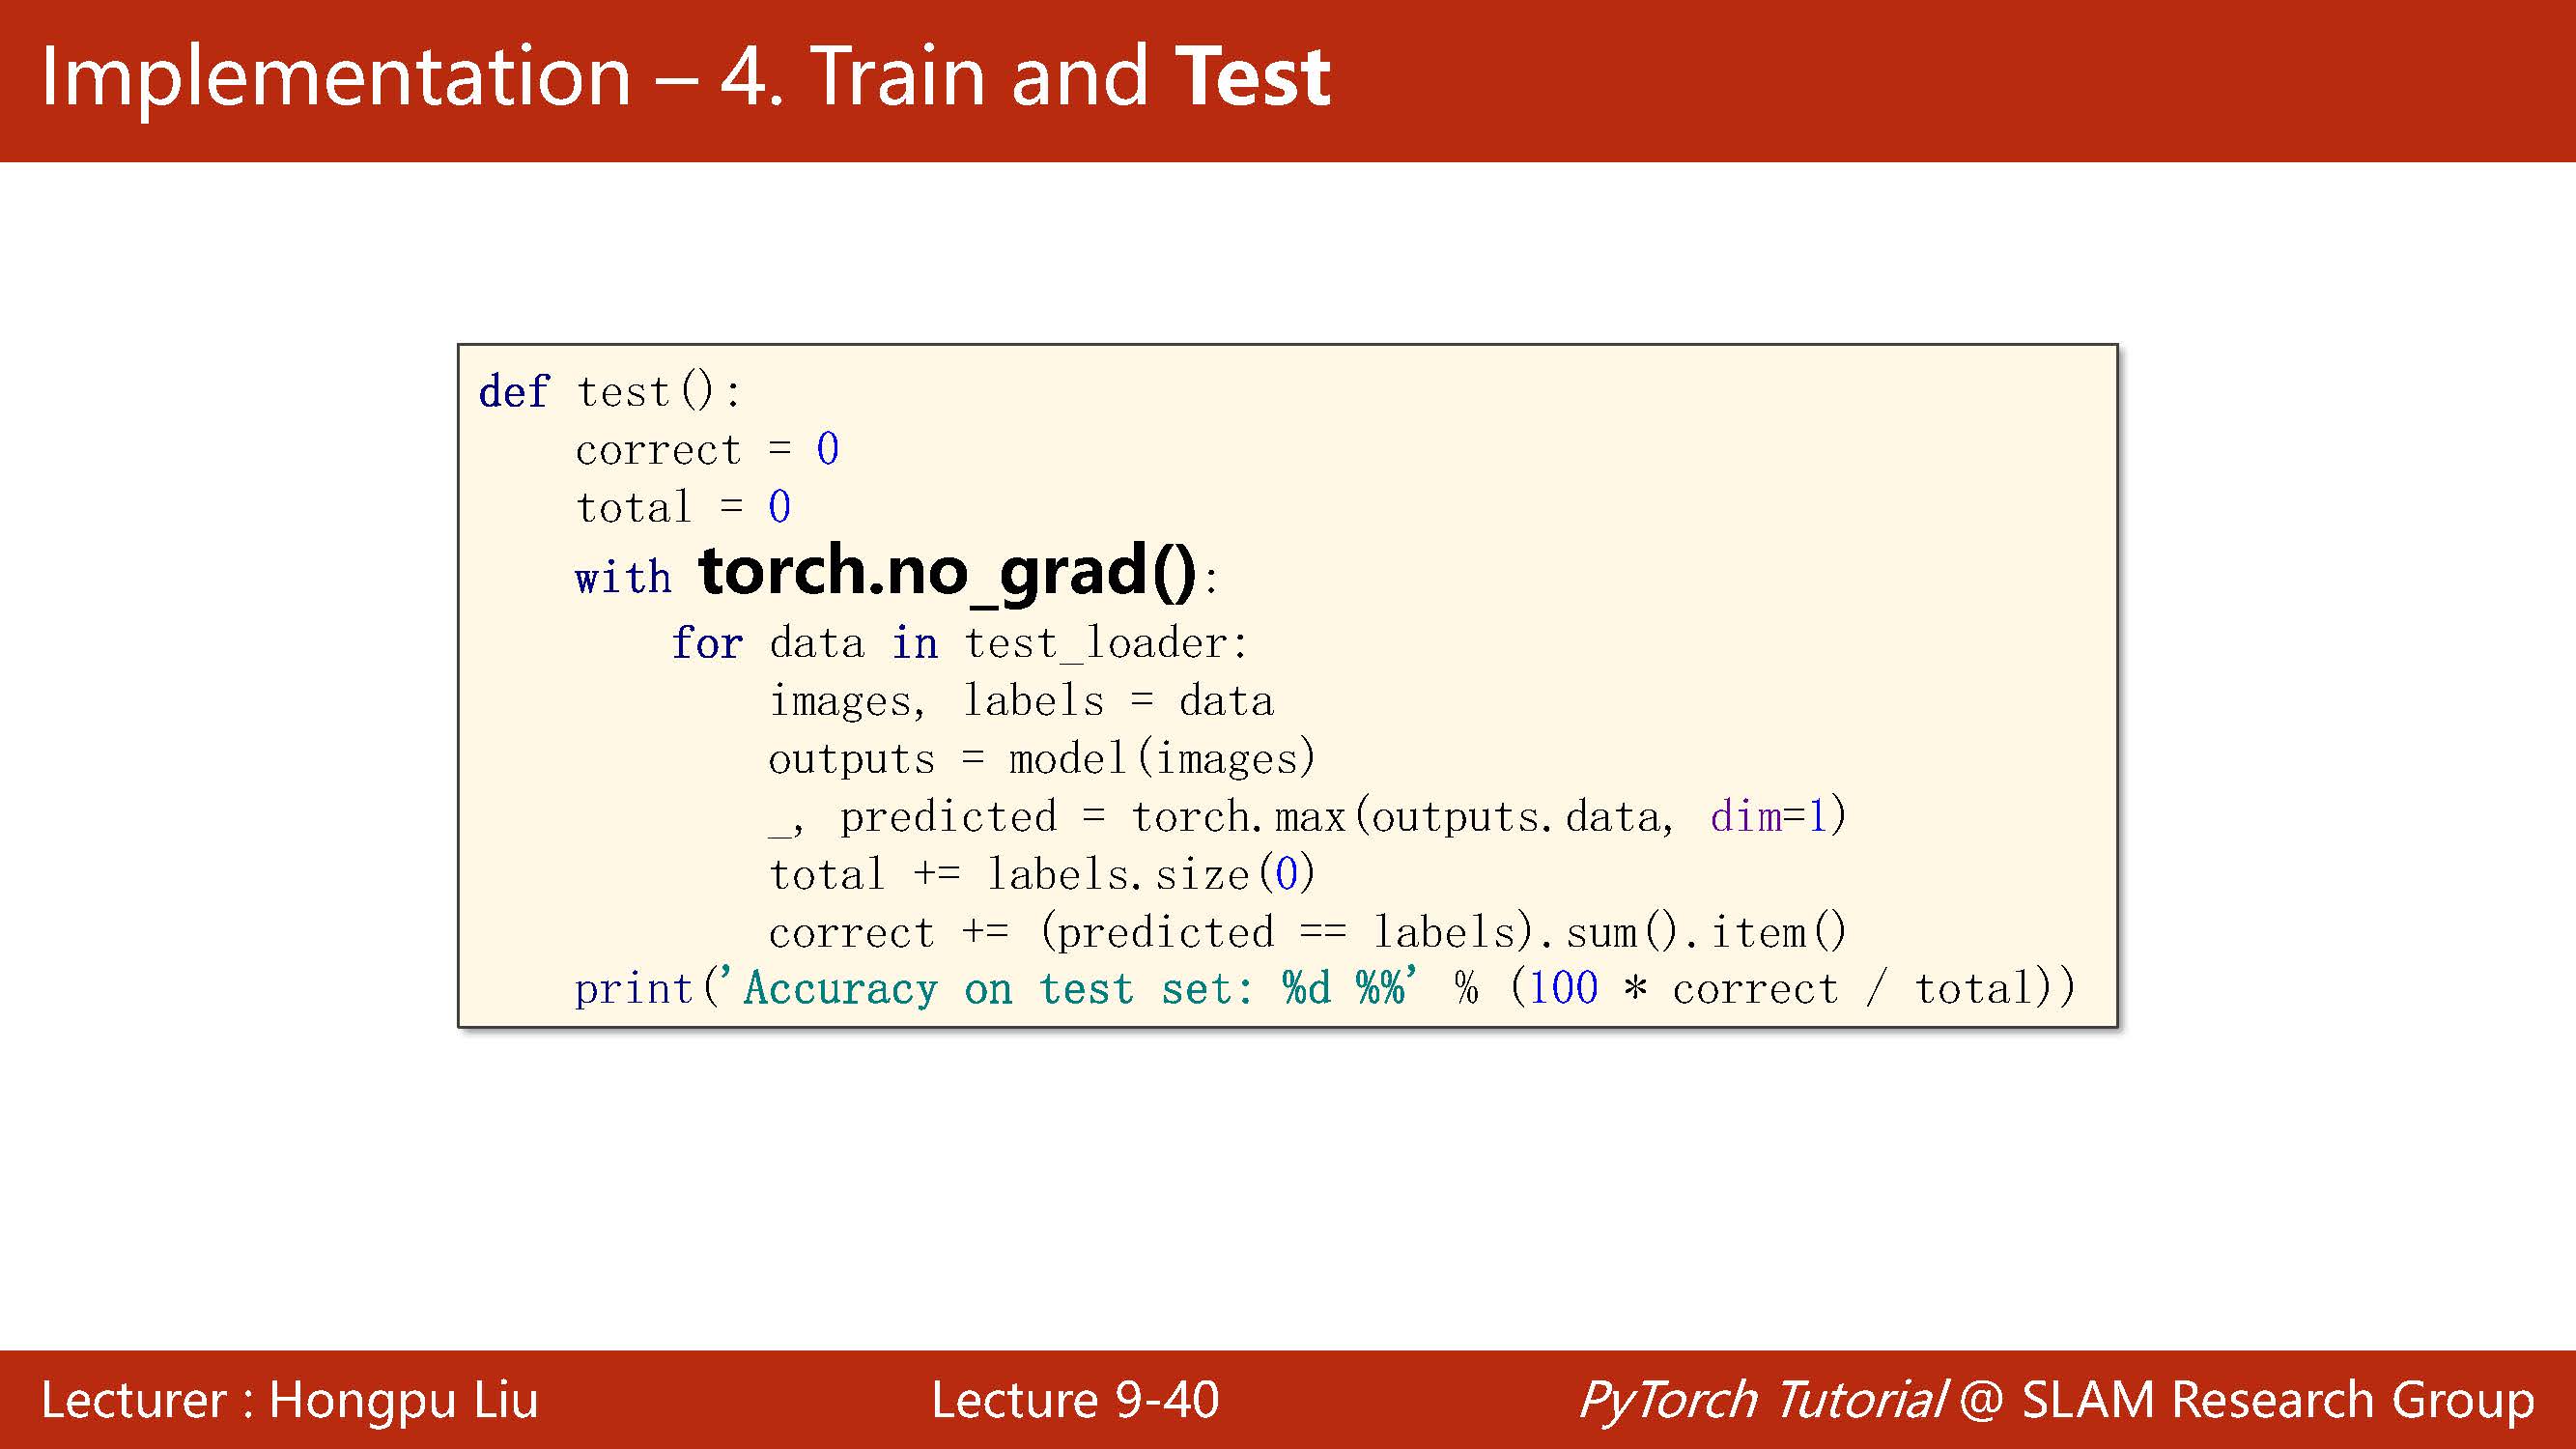 Implementation – 4. Train and Test
def test():
    correct = 0
    total = 0
    with torch.no_grad():
        for data in test_loader:
            images, labels = data
            outputs = model(images)
            _, predicted = torch.max(outputs.data, dim=1)
            total += labels.size(0)
            correct += (predicted == labels).sum().item()
    print('Accuracy on test set: %d %%' % (100 * correct / total))
Lecturer : Hongpu Liu
Lecture 9-40
PyTorch Tutorial @ SLAM Research Group